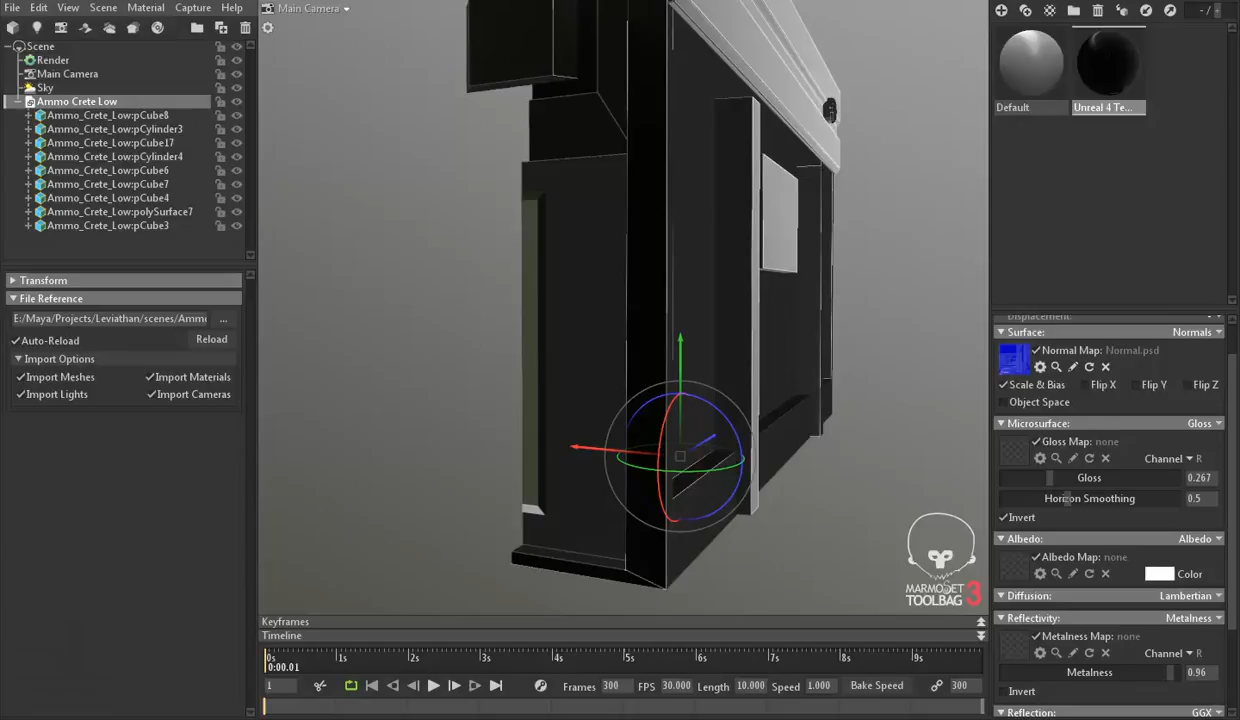 File Edit View Scene Material Capture Help
Main Camera
Scene
Render
Main Camera
Sky
Ammo Crete Low
Ammo_Crete_Low:pCube8
Ammo_Crete_Low:pCylinder3
Ammo_Crete_Low:pCube17
Ammo_Crete_Low:pCylinder4
Ammo_Crete_Low:pCube6
Ammo_Crete_Low:pCube7
Ammo_Crete_Low:pCube4
Ammo_Crete_Low:polySurface7
Ammo_Crete_Low:pCube3
Transform
File Reference
E:/Maya/Projects/Leviathan/scenes/Ammo ...
Auto-Reload Reload
Import Options
Import Meshes Import Materials
Import Lights Import Cameras
MARMOSET
TOOLBAG 3
Keyframes
Timeline
0s 1s 2s 3s 4s 5s 6s 7s 8s 9s
0:00.01
1 Frames 300 FPS 30.000 Length 10.000 Speed 1.000 Bake Speed 300
- / +
Default Unreal 4 Te...
Displacement:
Surface: Normals
Normal Map: Normal.psd
Scale & Bias Flip X Flip Y Flip Z
Object Space
Microsurface: Gloss
Gloss Map: none
Channel R
Gloss 0.267
Horizon Smoothing 0.5
Invert
Albedo: Albedo
Albedo Map: none
Color
Diffusion: Lambertian
Reflectivity: Metalness
Metalness Map: none
Channel R
Metalness 0.96
Invert
Reflection: GGX